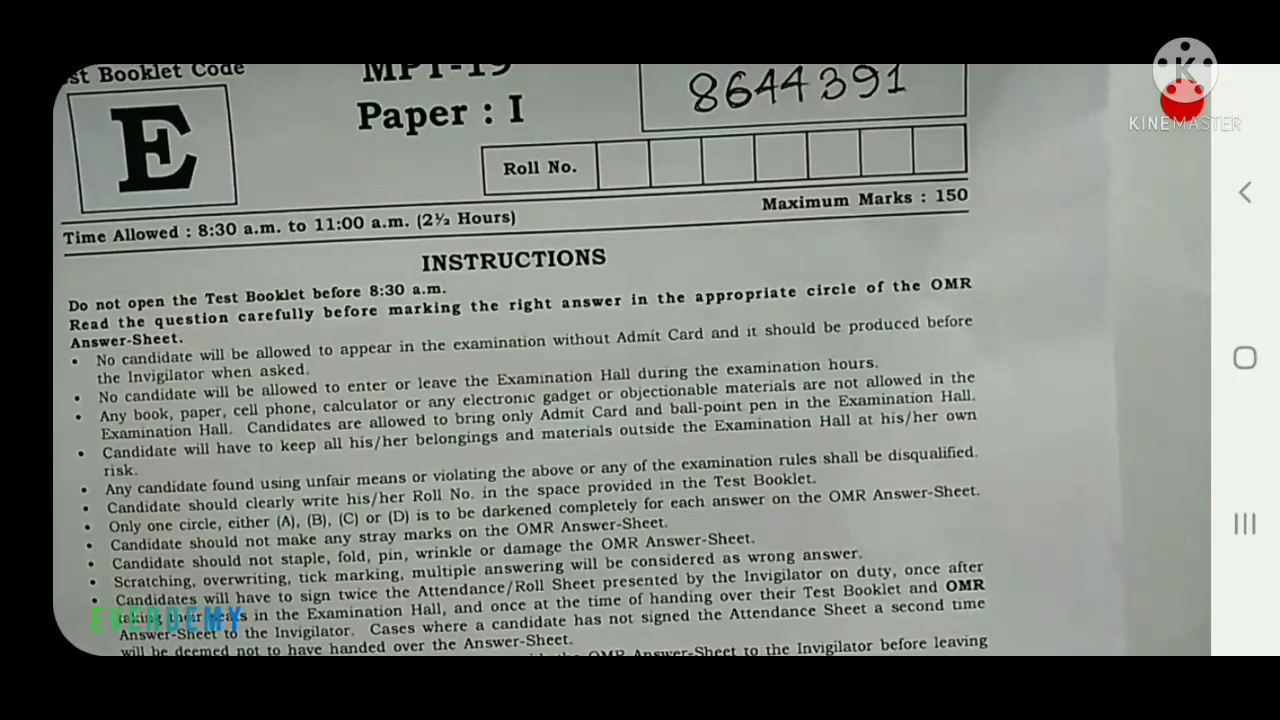 st Booklet Code
MPT-19
8644391
E
Paper : I
Roll No.
Time Allowed : 8:30 a.m. to 11:00 a.m. (2½ Hours)
Maximum Marks : 150
INSTRUCTIONS
Do not open the Test Booklet before 8:30 a.m.
Read the question carefully before marking the right answer in the appropriate circle of the OMR
Answer-Sheet.
• No candidate will be allowed to appear in the examination without Admit Card and it should be produced before
the Invigilator when asked.
• No candidate will be allowed to enter or leave the Examination Hall during the examination hours.
• Any book, paper, cell phone, calculator or any electronic gadget or objectionable materials are not allowed in the
Examination Hall. Candidates are allowed to bring only Admit Card and ball-point pen in the Examination Hall.
• Candidate will have to keep all his/her belongings and materials outside the Examination Hall at his/her own
risk.
• Any candidate found using unfair means or violating the above or any of the examination rules shall be disqualified.
• Candidate should clearly write his/her Roll No. in the space provided in the Test Booklet.
• Only one circle, either (A), (B), (C) or (D) is to be darkened completely for each answer on the OMR Answer-Sheet.
• Candidate should not make any stray marks on the OMR Answer-Sheet.
• Candidate should not staple, fold, pin, wrinkle or damage the OMR Answer-Sheet.
• Scratching, overwriting, tick marking, multiple answering will be considered as wrong answer.
• Candidates will have to sign twice the Attendance/Roll Sheet presented by the Invigilator on duty, once after
taking their seats in the Examination Hall, and once at the time of handing over their Test Booklet and OMR
Answer-Sheet to the Invigilator. Cases where a candidate has not signed the Attendance Sheet a second time
will be deemed not to have handed over the Answer-Sheet.
OMR Answer-Sheet to the Invigilator before leaving
EVERDEMY
K
KINEMASTER